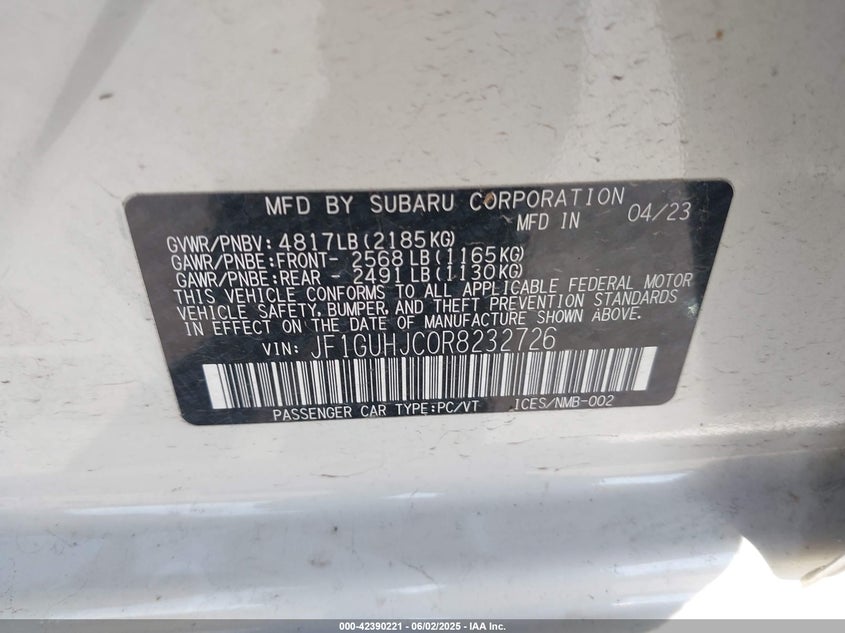 MFD BY SUBARU CORPORATION
MFD IN 04/23
GVWR/PNBV: 4817LB(2185KG)
GAWR/PNBE:FRONT- 2568LB(1165KG)
GAWR/PNBE:REAR - 2491LB(1130KG)
THIS VEHICLE CONFORMS TO ALL APPLICABLE FEDERAL MOTOR
VEHICLE SAFETY, BUMPER, AND THEFT PREVENTION STANDARDS
IN EFFECT ON THE DATE OF MANUFACTURE SHOWN ABOVE.
VIN: JF1GUHJC0R8232726
PASSENGER CAR TYPE:PC/VT ICES/NMB-002
000-42390221 - 06/02/2025 - IAA Inc.